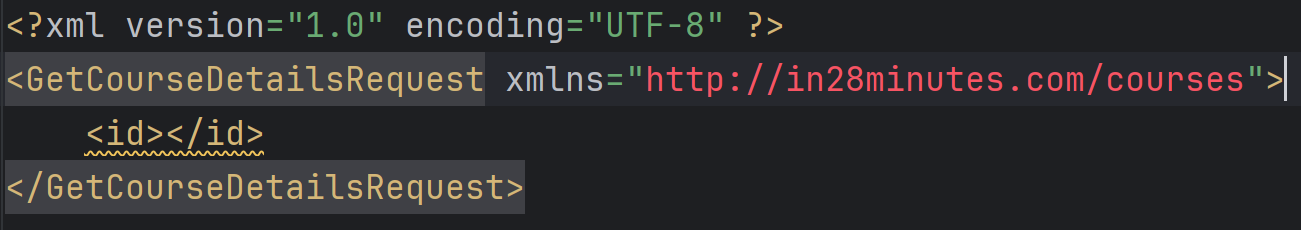 <?xml version="1.0" encoding="UTF-8" ?>
<GetCourseDetailsRequest xmlns="http://in28minutes.com/courses">
    <id></id>
</GetCourseDetailsRequest>